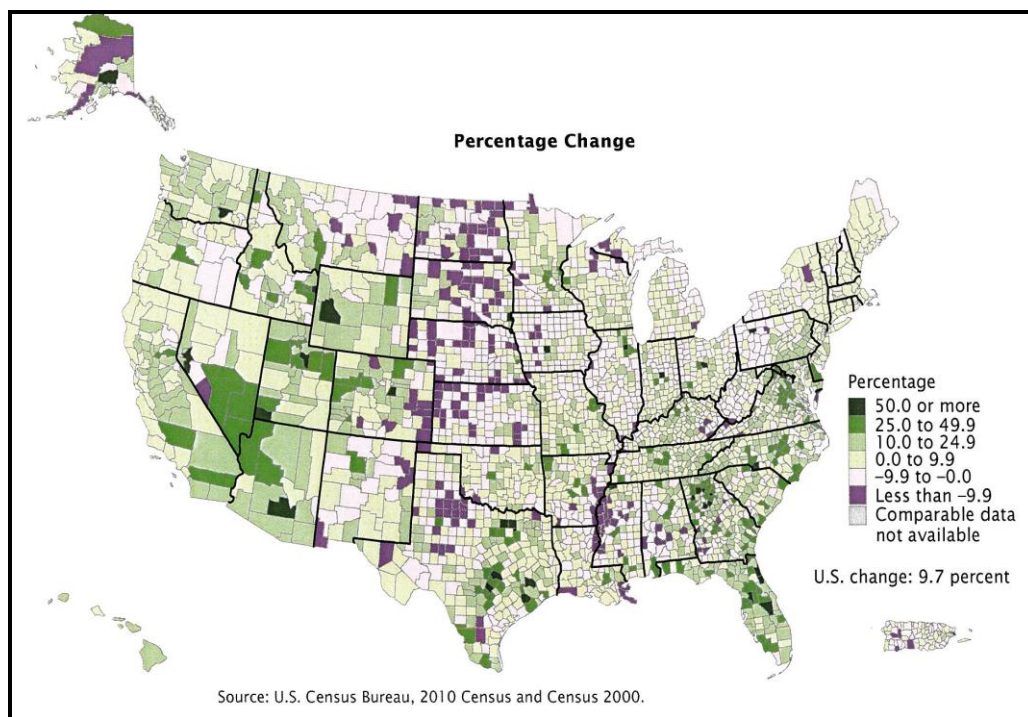 Percentage Change
Percentage
50.0 or more
25.0 to 49.9
10.0 to 24.9
0.0 to 9.9
−9.9 to −0.0
Less than −9.9
Comparable data
not available
U.S. change: 9.7 percent
Source: U.S. Census Bureau, 2010 Census and Census 2000.